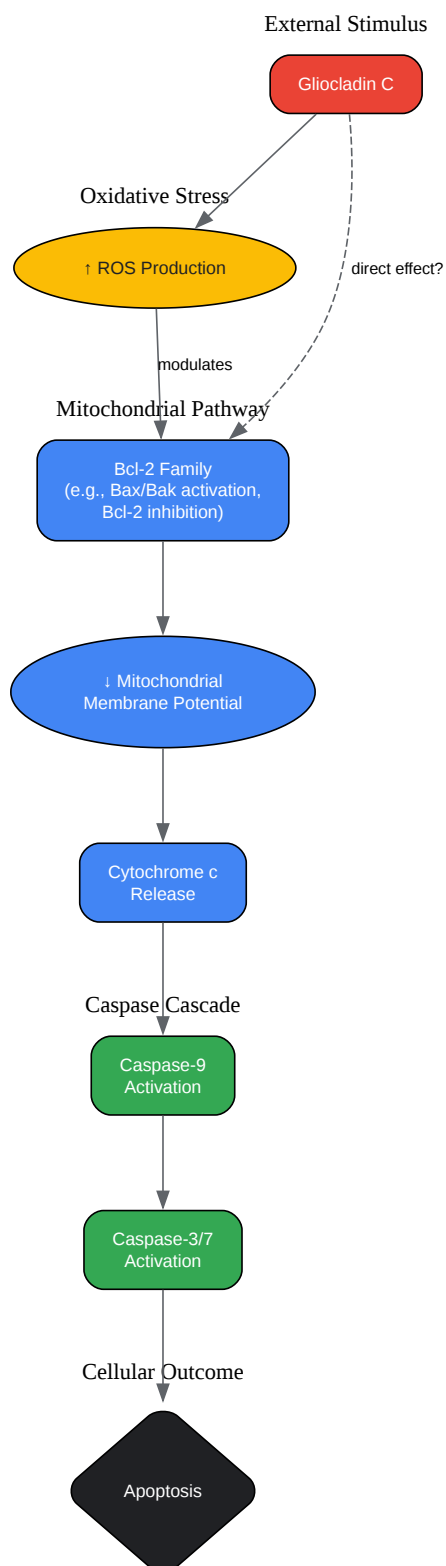 External Stimulus
Gliocladin C
Oxidative Stress
↑ ROS Production
direct effect?
modulates
Mitochondrial Pathway
Bcl-2 Family
(e.g., Bax/Bak activation,
Bcl-2 inhibition)
↓ Mitochondrial
Membrane Potential
Cytochrome c
Release
Caspase Cascade
Caspase-9
Activation
Caspase-3/7
Activation
Cellular Outcome
Apoptosis